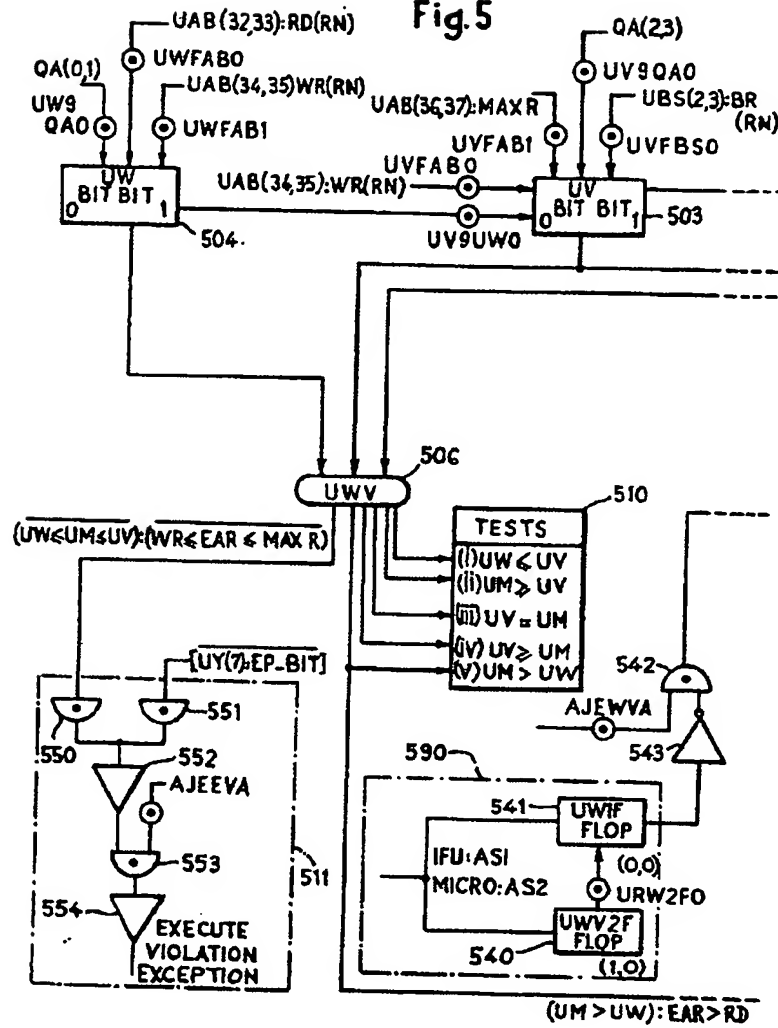 Fig.5
UAB(32,33):RD(RN)
QA(2,3)
QA(0,1)
UWFAB0
UV9QA0
UW9
QA0
UAB(34,35)WR(RN)
UAB(36,37):MAXR
UBS(2,3):BR
(RN)
UWFAB1
UVFAB1
UVFBS0
UVFAB0
UW
BIT BIT
0 1
UAB(34,35):WR(RN)
UV
BIT BIT
0 1
503
504
UV9UW0
506
UWV
510
TESTS
(UW≤UM≤UV):(WR≤EAR≤MAX R)
(i)UW≤UV
(ii)UM≥UV
(iii)UV=UM
(iv)UV≥UM
(v)UM>UW
[UY(7):EP_BIT]
542
550
551
AJEWVA
543
552
590
AJEEVA
541
UW1F
FLOP
553
511
IFU:AS1
(0,0)
MICRO:AS2
URW2F0
554
EXECUTE
VIOLATION
EXCEPTION
UWV2F
FLOP
540
(1,0)
(UM>UW):EAR>RD